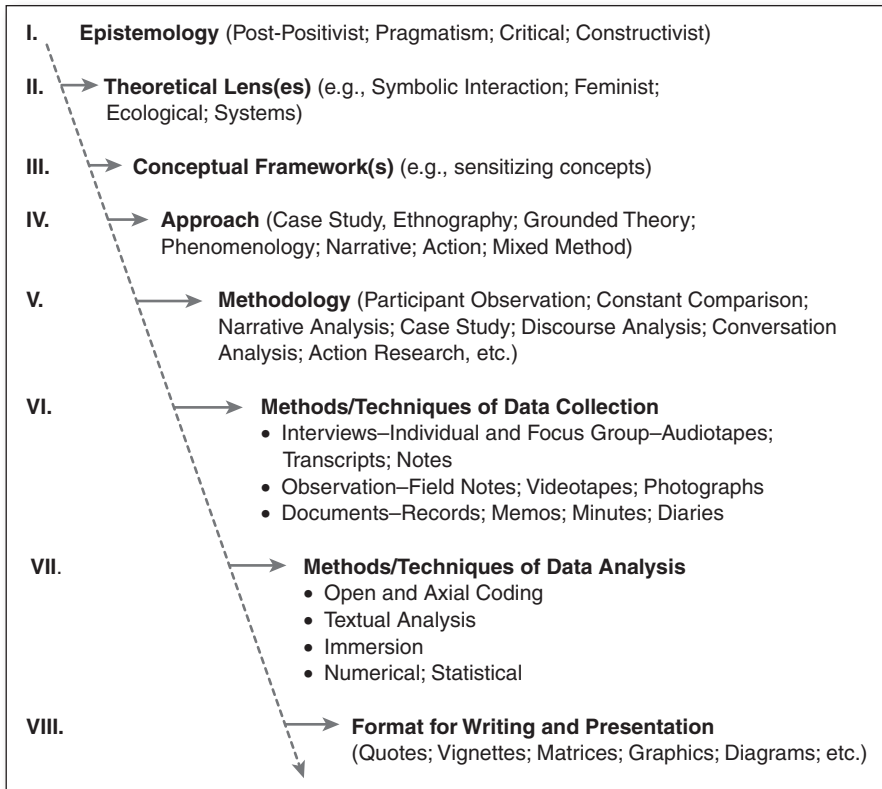 I. Epistemology (Post-Positivist; Pragmatism; Critical; Constructivist)
II. Theoretical Lens(es) (e.g., Symbolic Interaction; Feminist;
Ecological; Systems)
III. Conceptual Framework(s) (e.g., sensitizing concepts)
IV. Approach (Case Study, Ethnography; Grounded Theory;
Phenomenology; Narrative; Action; Mixed Method)
V. Methodology (Participant Observation; Constant Comparison;
Narrative Analysis; Case Study; Discourse Analysis; Conversation
Analysis; Action Research, etc.)
VI. Methods/Techniques of Data Collection
• Interviews–Individual and Focus Group–Audiotapes;
Transcripts; Notes
• Observation–Field Notes; Videotapes; Photographs
• Documents–Records; Memos; Minutes; Diaries
VII. Methods/Techniques of Data Analysis
• Open and Axial Coding
• Textual Analysis
• Immersion
• Numerical; Statistical
VIII. Format for Writing and Presentation
(Quotes; Vignettes; Matrices; Graphics; Diagrams; etc.)